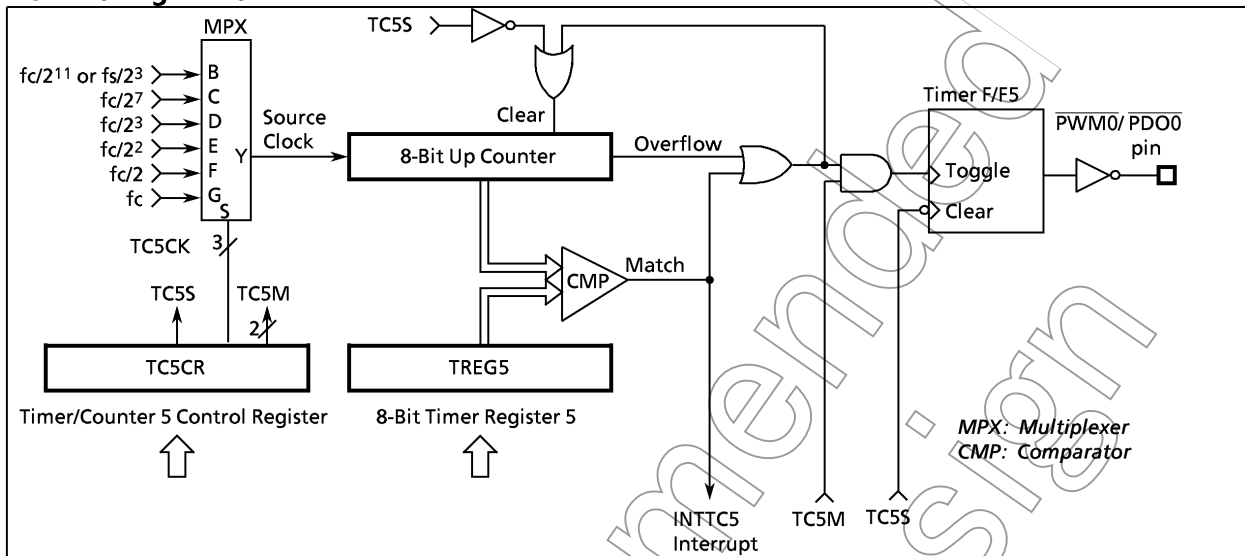 MPX
TC5S
fc/2¹¹ or fs/2³
B
fc/2⁷
C
fc/2³
D
fc/2²
E
fc/2
F
fc
G
S
Y
Source
Clock
Clear
8-Bit Up Counter
Overflow
Timer F/F5
Toggle
Clear
PWM0/ PDO0
pin
TC5CK
3
TC5S
TC5M
2
CMP
Match
TC5CR
TREG5
Timer/Counter 5 Control Register
8-Bit Timer Register 5
MPX: Multiplexer
CMP: Comparator
INTTC5
Interrupt
TC5M
TC5S
mmended
sign